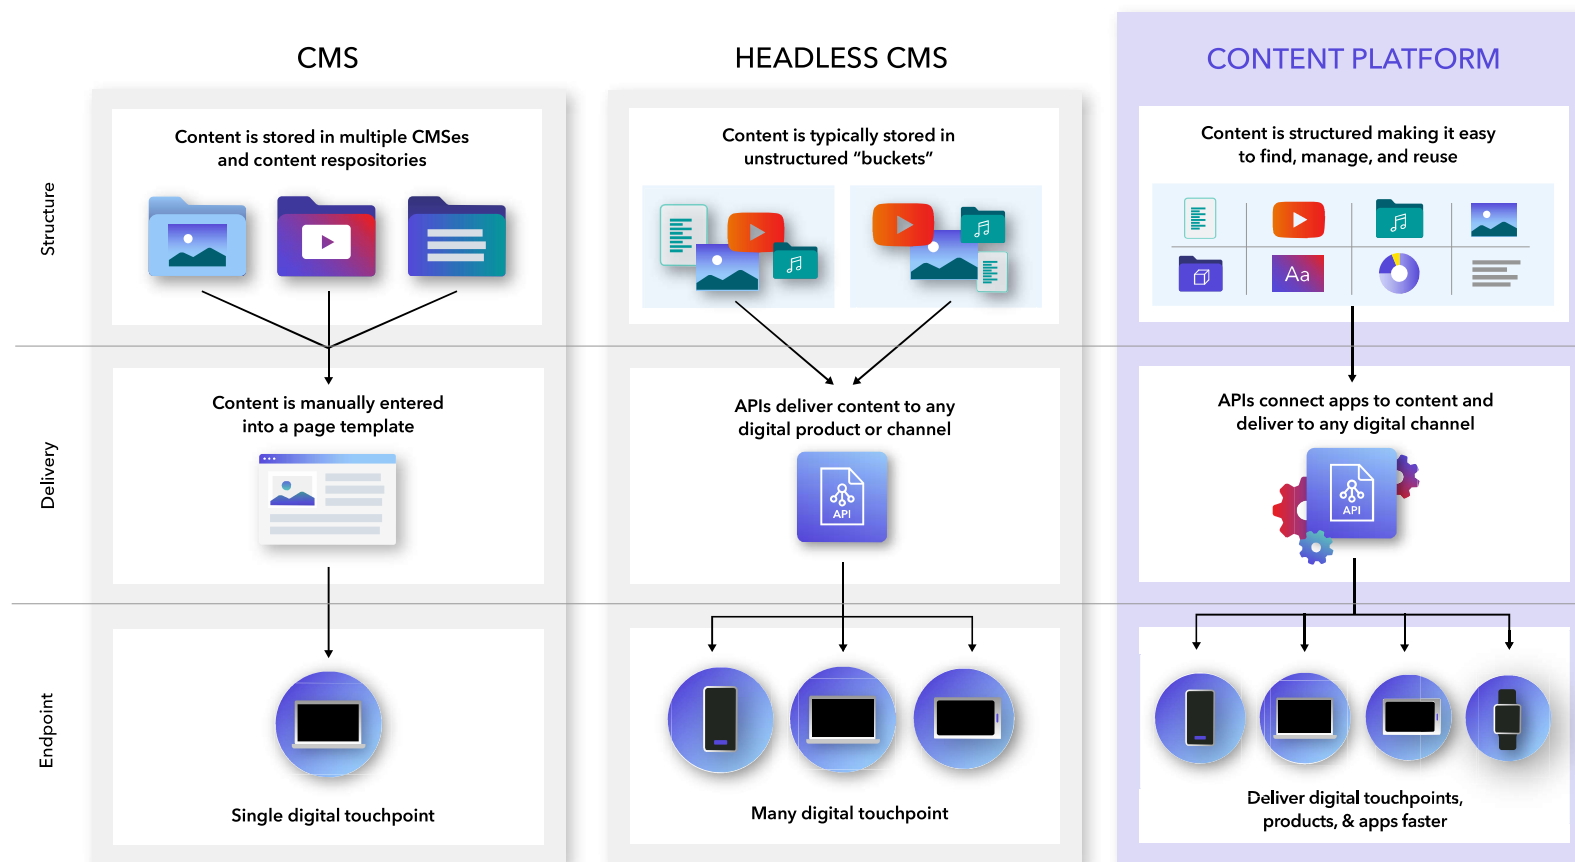 CMS
HEADLESS CMS
CONTENT PLATFORM
Structure
Content is stored in multiple CMSes
and content respositories
Content is typically stored in
unstructured “buckets”
Content is structured making it easy
to find, manage, and reuse
Aa
Delivery
Content is manually entered
into a page template
APIs deliver content to any
digital product or channel
API
APIs connect apps to content and
deliver to any digital channel
API
Endpoint
Single digital touchpoint
Many digital touchpoint
Deliver digital touchpoints,
products, & apps faster